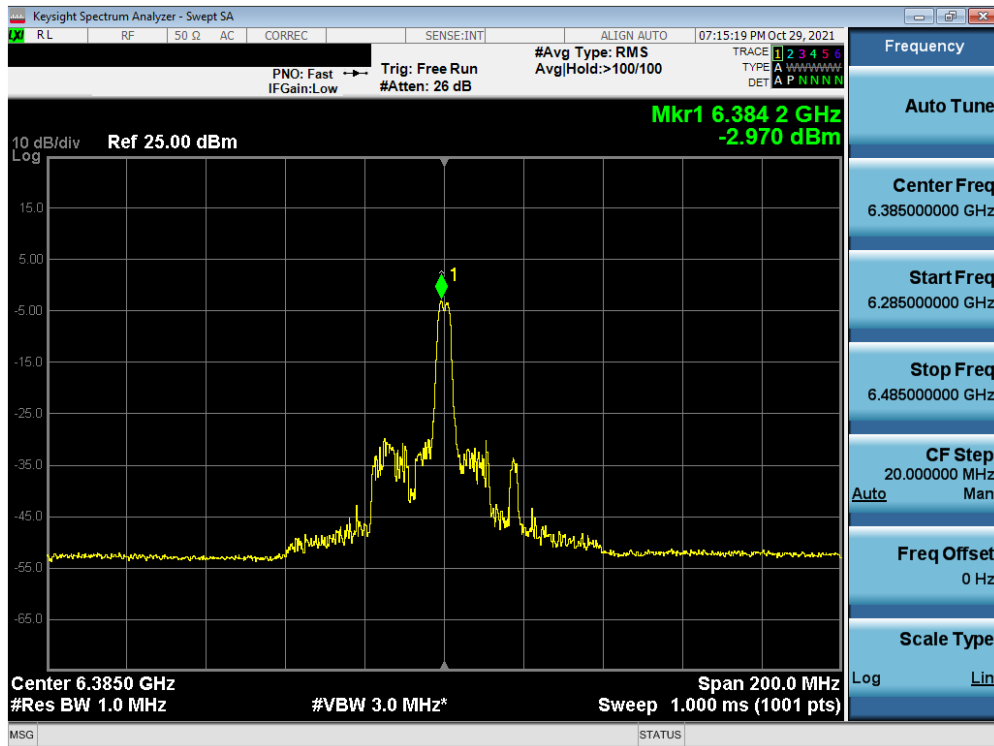 Keysight Spectrum Analyzer - Swept SA
LXI RL RF 50 Ω AC CORREC SENSE:INT ALIGN AUTO 07:15:19 PM Oct 29, 2021
Frequency
PNO: Fast
IFGain:Low
Trig: Free Run
#Atten: 26 dB
#Avg Type: RMS
Avg|Hold:>100/100
TRACE 1 2 3 4 5 6
TYPE A WWWWW
DET A P N N N N
Mkr1 6.384 2 GHz
-2.970 dBm
10 dB/div Ref 25.00 dBm
Log
15.0
5.00
-5.00
-15.0
-25.0
-35.0
-45.0
-55.0
-65.0
1
Center 6.3850 GHz Span 200.0 MHz
#Res BW 1.0 MHz #VBW 3.0 MHz* Sweep 1.000 ms (1001 pts)
Auto Tune
Center Freq
6.385000000 GHz
Start Freq
6.285000000 GHz
Stop Freq
6.485000000 GHz
CF Step
20.000000 MHz
Auto Man
Freq Offset
0 Hz
Scale Type
Log Lin
MSG STATUS